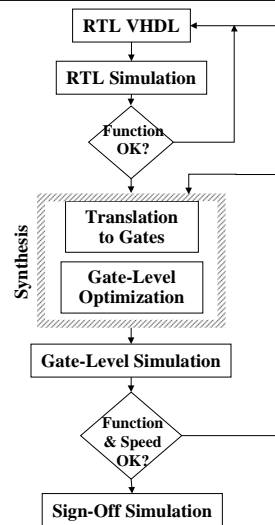 RTL VHDL
RTL Simulation
Function
OK?
Synthesis
Translation
to Gates
Gate-Level
Optimization
Gate-Level Simulation
Function
& Speed
OK?
Sign-Off Simulation